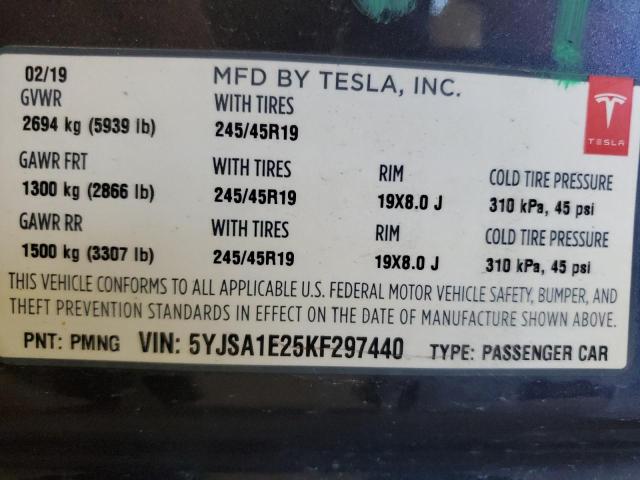 02/19 MFD BY TESLA, INC.
GVWR WITH TIRES
2694 kg (5939 lb) 245/45R19
TESLA
GAWR FRT WITH TIRES RIM COLD TIRE PRESSURE
1300 kg (2866 lb) 245/45R19 19X8.0 J 310 kPa, 45 psi
GAWR RR WITH TIRES RIM COLD TIRE PRESSURE
1500 kg (3307 lb) 245/45R19 19X8.0 J 310 kPa, 45 psi
THIS VEHICLE CONFORMS TO ALL APPLICABLE U.S. FEDERAL MOTOR VEHICLE SAFETY, BUMPER, AND
THEFT PREVENTION STANDARDS IN EFFECT ON THE DATE OF MANUFACTURE SHOWN ABOVE.
PNT: PMNG VIN: 5YJSA1E25KF297440 TYPE: PASSENGER CAR